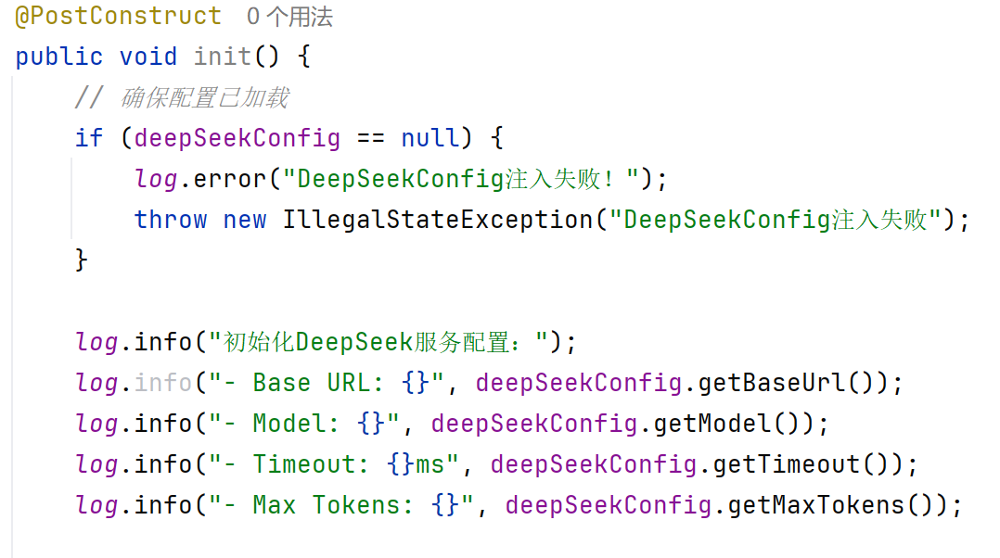 @PostConstruct 0 个用法
public void init() {
    // 确保配置已加载
    if (deepSeekConfig == null) {
        log.error("DeepSeekConfig注入失败！");
        throw new IllegalStateException("DeepSeekConfig注入失败");
    }
    log.info("初始化DeepSeek服务配置：");
    log.info("- Base URL: {}", deepSeekConfig.getBaseUrl());
    log.info("- Model: {}", deepSeekConfig.getModel());
    log.info("- Timeout: {}ms", deepSeekConfig.getTimeout());
    log.info("- Max Tokens: {}", deepSeekConfig.getMaxTokens());